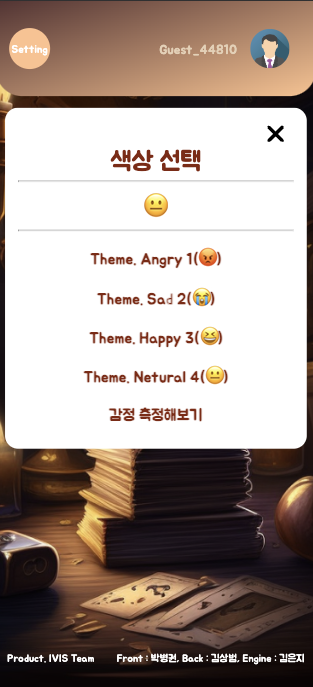 Setting
Guest_44810
색상 선택
😐
Theme. Angry 1(😡)
Theme. Sad 2(😭)
Theme. Happy 3(😆)
Theme. Netural 4(😐)
감정 측정해보기
Product. IVIS Team Front : 박병권, Back : 김상범, Engine : 김은지